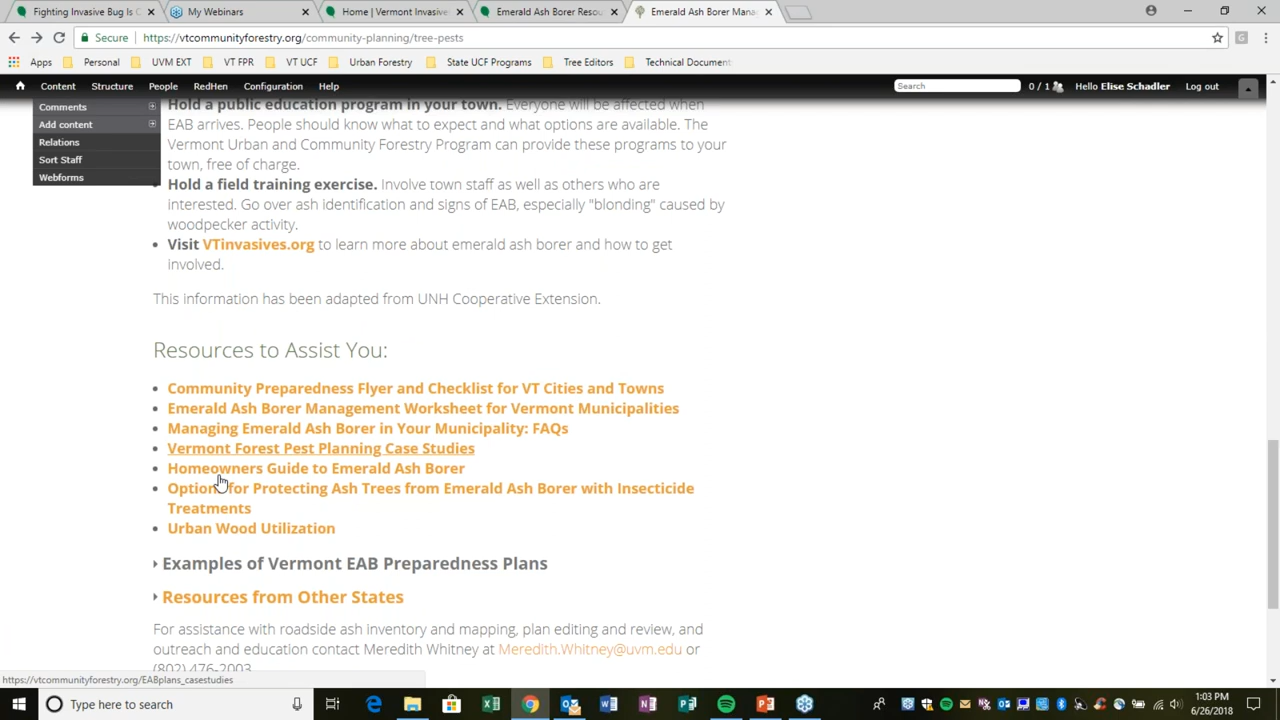 Fighting Invasive Bug Is C
My Webinars
Home | Vermont Invasive
Emerald Ash Borer Resou
Emerald Ash Borer Mana
Secure
https://vtcommunityforestry.org/community-planning/tree-pests
Apps
Personal
UVM EXT
VT FPR
VT UCF
Urban Forestry
State UCF Programs
Tree Editors
Technical Document
Content
Structure
People
RedHen
Configuration
Help
Search
0 / 1
Hello Elise Schadler
Log out
Comments
Add content
Relations
Sort Staff
Webforms
Hold a public education program in your town. Everyone will be affected when
EAB arrives. People should know what to expect and what options are available. The
Vermont Urban and Community Forestry Program can provide these programs to your
town, free of charge.
Hold a field training exercise. Involve town staff as well as others who are
interested. Go over ash identification and signs of EAB, especially "blonding" caused by
woodpecker activity.
Visit VTinvasives.org to learn more about emerald ash borer and how to get
involved.
This information has been adapted from UNH Cooperative Extension.
Resources to Assist You:
Community Preparedness Flyer and Checklist for VT Cities and Towns
Emerald Ash Borer Management Worksheet for Vermont Municipalities
Managing Emerald Ash Borer in Your Municipality: FAQs
Vermont Forest Pest Planning Case Studies
Homeowners Guide to Emerald Ash Borer
Options for Protecting Ash Trees from Emerald Ash Borer with Insecticide
Treatments
Urban Wood Utilization
Examples of Vermont EAB Preparedness Plans
Resources from Other States
For assistance with roadside ash inventory and mapping, plan editing and review, and
outreach and education contact Meredith Whitney at Meredith.Whitney@uvm.edu or
(802) 476-2003
https://vtcommunityforestry.org/EABplans_casestudies
Type here to search
1:03 PM
6/26/2018